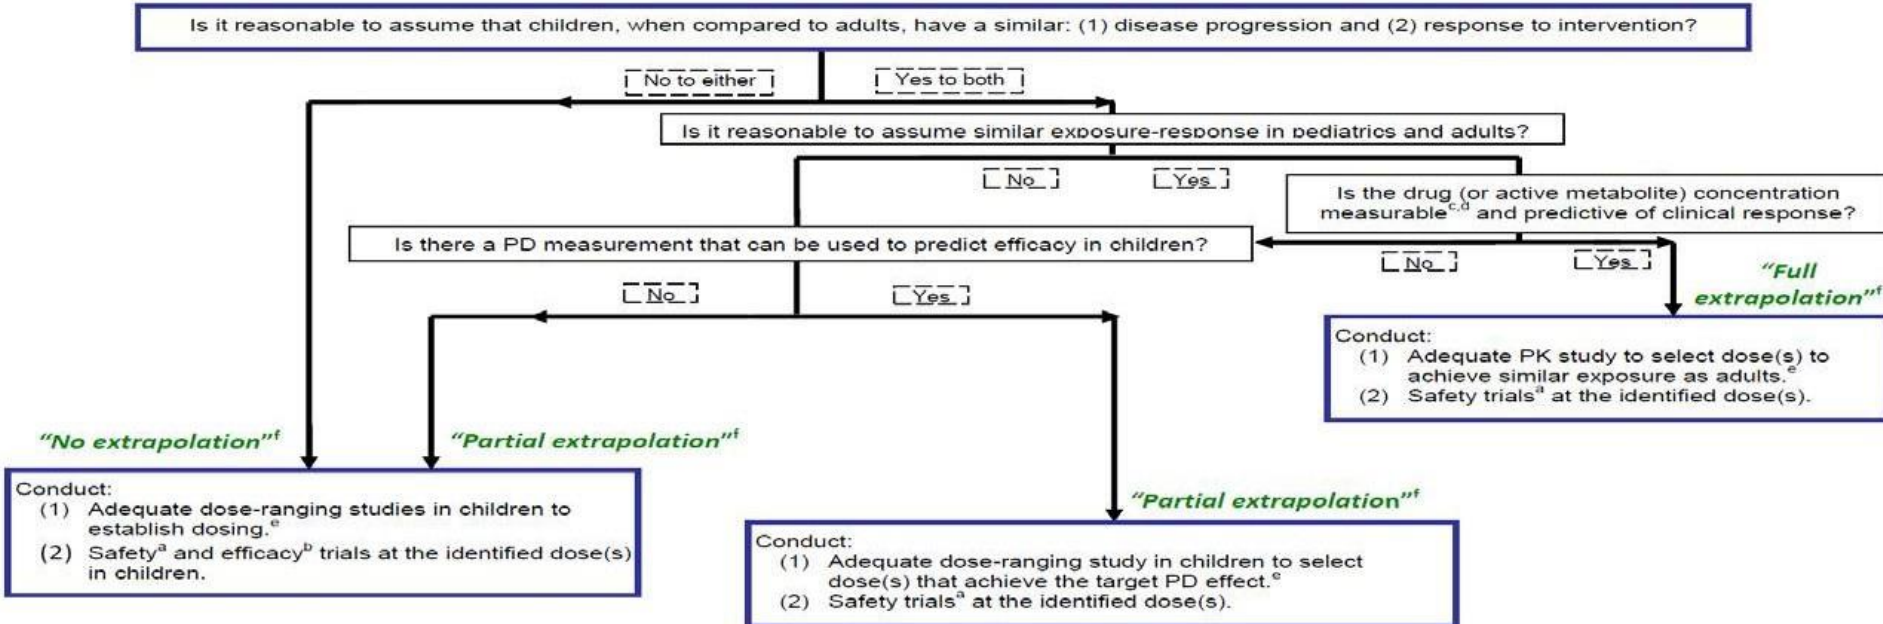 Is it reasonable to assume that children, when compared to adults, have a similar: (1) disease progression and (2) response to intervention?
No to either
Yes to both
Is it reasonable to assume similar exposure-response in pediatrics and adults?
No
Yes
Is the drug (or active metabolite) concentration
measurable^c,d and predictive of clinical response?
Is there a PD measurement that can be used to predict efficacy in children?
No
Yes
No
Yes
"Full
extrapolation"^f
Conduct:
(1) Adequate PK study to select dose(s) to
achieve similar exposure as adults.^e
(2) Safety trials^a at the identified dose(s).
"No extrapolation"^f
"Partial extrapolation"^f
Conduct:
(1) Adequate dose-ranging studies in children to
establish dosing.^e
(2) Safety^a and efficacy^b trials at the identified dose(s)
in children.
"Partial extrapolation"^f
Conduct:
(1) Adequate dose-ranging study in children to select
dose(s) that achieve the target PD effect.^e
(2) Safety trials^a at the identified dose(s).